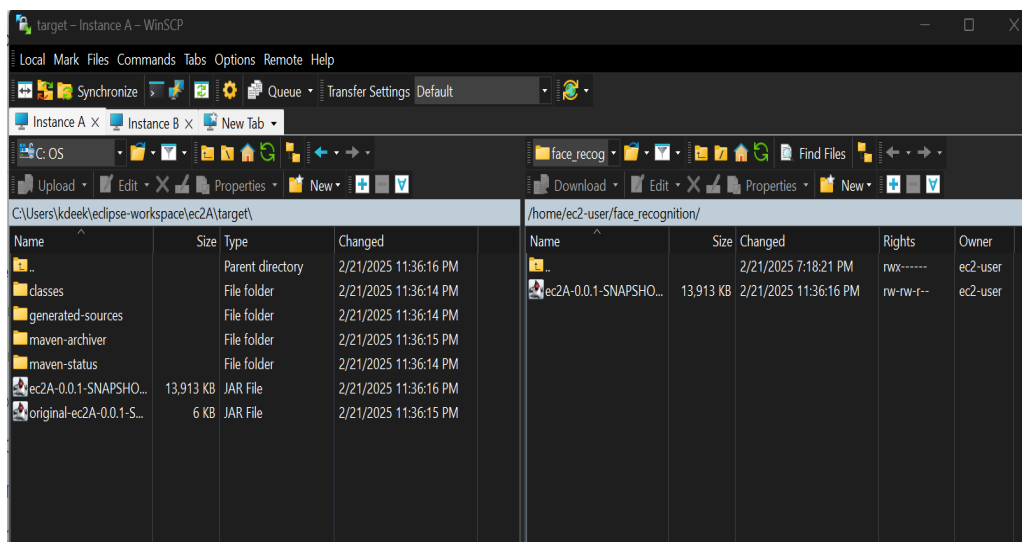 target – Instance A – WinSCP
Local Mark Files Commands Tabs Options Remote Help
Synchronize Queue Transfer Settings Default
Instance A Instance B New Tab
C: OS face_recog Find Files
Upload Edit Properties New Download Edit Properties New
C:\Users\kdeek\eclipse-workspace\ec2A\target\ /home/ec2-user/face_recognition/
Name Size Type Changed Name Size Changed Rights Owner
.. Parent directory 2/21/2025 11:36:16 PM .. 2/21/2025 7:18:21 PM rwx------ ec2-user
classes File folder 2/21/2025 11:36:14 PM ec2A-0.0.1-SNAPSHO... 13,913 KB 2/21/2025 11:36:16 PM rw-rw-r-- ec2-user
generated-sources File folder 2/21/2025 11:36:14 PM
maven-archiver File folder 2/21/2025 11:36:15 PM
maven-status File folder 2/21/2025 11:36:14 PM
ec2A-0.0.1-SNAPSHO... 13,913 KB JAR File 2/21/2025 11:36:16 PM
original-ec2A-0.0.1-S... 6 KB JAR File 2/21/2025 11:36:15 PM